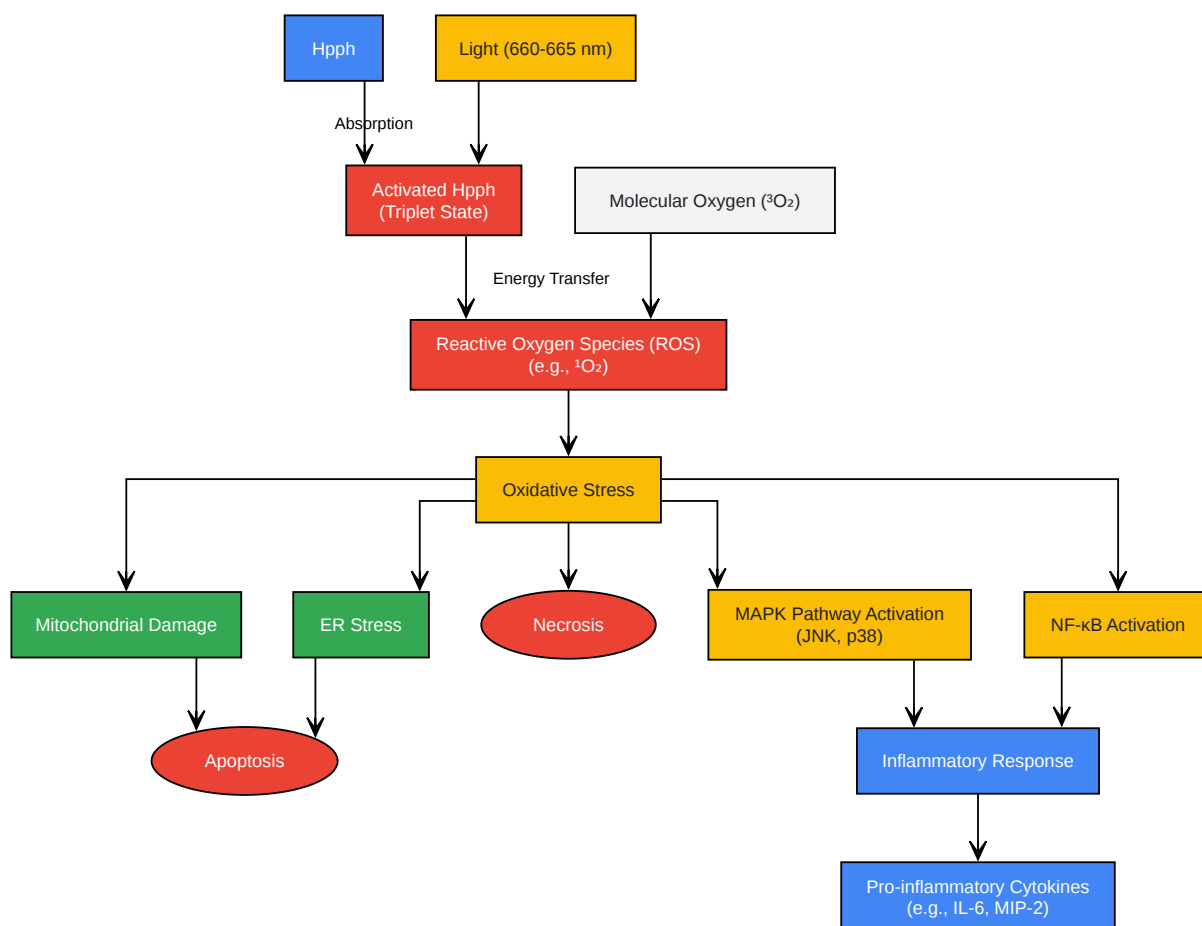 Hpph
Light (660-665 nm)
Absorption
Activated Hpph
(Triplet State)
Molecular Oxygen (³O₂)
Energy Transfer
Reactive Oxygen Species (ROS)
(e.g., ¹O₂)
Oxidative Stress
Mitochondrial Damage
ER Stress
Necrosis
MAPK Pathway Activation
(JNK, p38)
NF-κB Activation
Apoptosis
Inflammatory Response
Pro-inflammatory Cytokines
(e.g., IL-6, MIP-2)